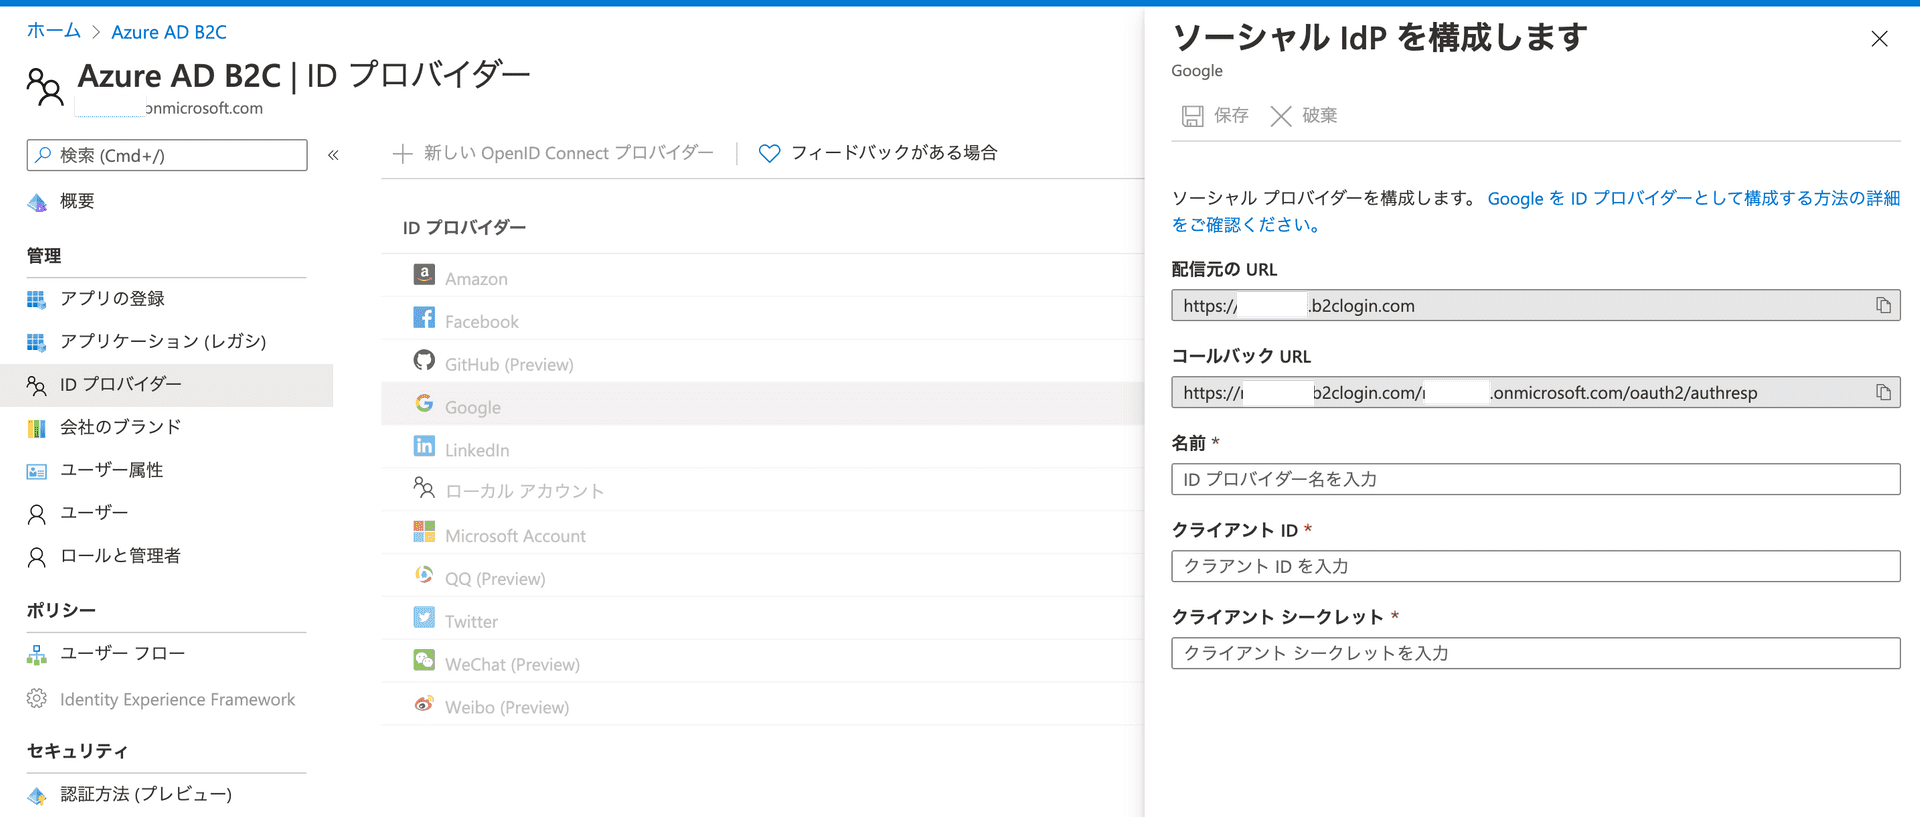 ホーム > Azure AD B2C
Azure AD B2C | ID プロバイダー
onmicrosoft.com
検索 (Cmd+/)
«
概要
管理
アプリの登録
アプリケーション (レガシ)
ID プロバイダー
会社のブランド
ユーザー属性
ユーザー
ロールと管理者
ポリシー
ユーザー フロー
Identity Experience Framework
セキュリティ
認証方法 (プレビュー)
新しい OpenID Connect プロバイダー
フィードバックがある場合
ID プロバイダー
Amazon
Facebook
GitHub (Preview)
Google
LinkedIn
ローカル アカウント
Microsoft Account
QQ (Preview)
Twitter
WeChat (Preview)
Weibo (Preview)
ソーシャル IdP を構成します
Google
保存 破棄
ソーシャル プロバイダーを構成します。 Google を ID プロバイダーとして構成する方法の詳細
をご確認ください。
配信元の URL
https:// .b2clogin.com
コールバック URL
https:// b2clogin.com/ .onmicrosoft.com/oauth2/authresp
名前 *
ID プロバイダー名を入力
クライアント ID *
クラアント ID を入力
クライアント シークレット *
クライアント シークレットを入力